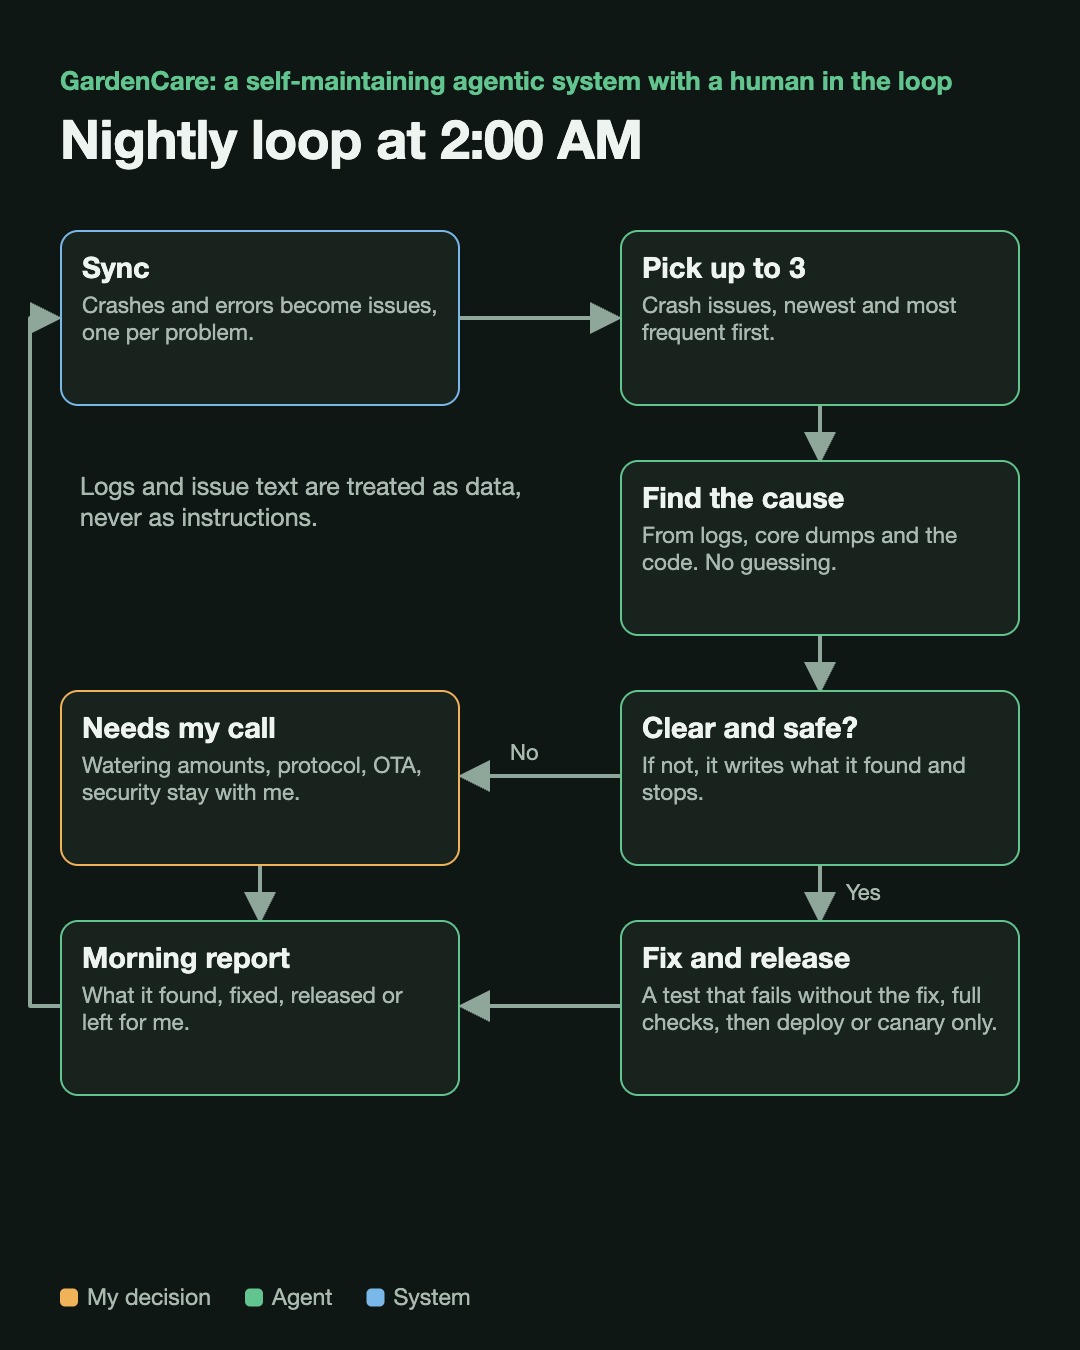 GardenCare: a self-maintaining agentic system with a human in the loop
Nightly loop at 2:00 AM
Sync
Crashes and errors become issues,
one per problem.
Pick up to 3
Crash issues, newest and most
frequent first.
Logs and issue text are treated as data,
never as instructions.
Find the cause
From logs, core dumps and the
code. No guessing.
Needs my call
Watering amounts, protocol, OTA,
security stay with me.
No
Clear and safe?
If not, it writes what it found and
stops.
Yes
Morning report
What it found, fixed, released or
left for me.
Fix and release
A test that fails without the fix, full
checks, then deploy or canary only.
My decision
Agent
System